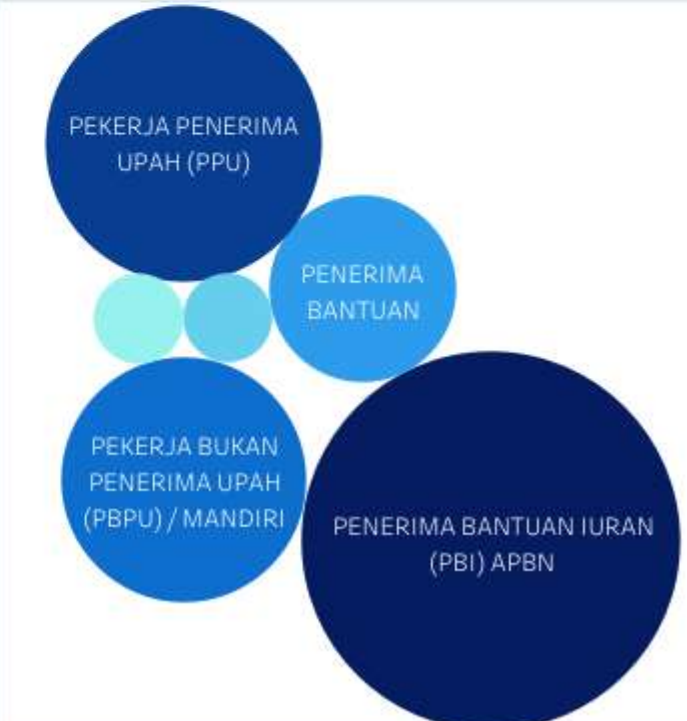 PEKERJA PENERIMA
UPAH (PPU)
PENERIMA
BANTUAN
PEKERJA BUKAN
PENERIMA UPAH
(PBPU) / MANDIRI
PENERIMA BANTUAN IURAN
(PBI) APBN